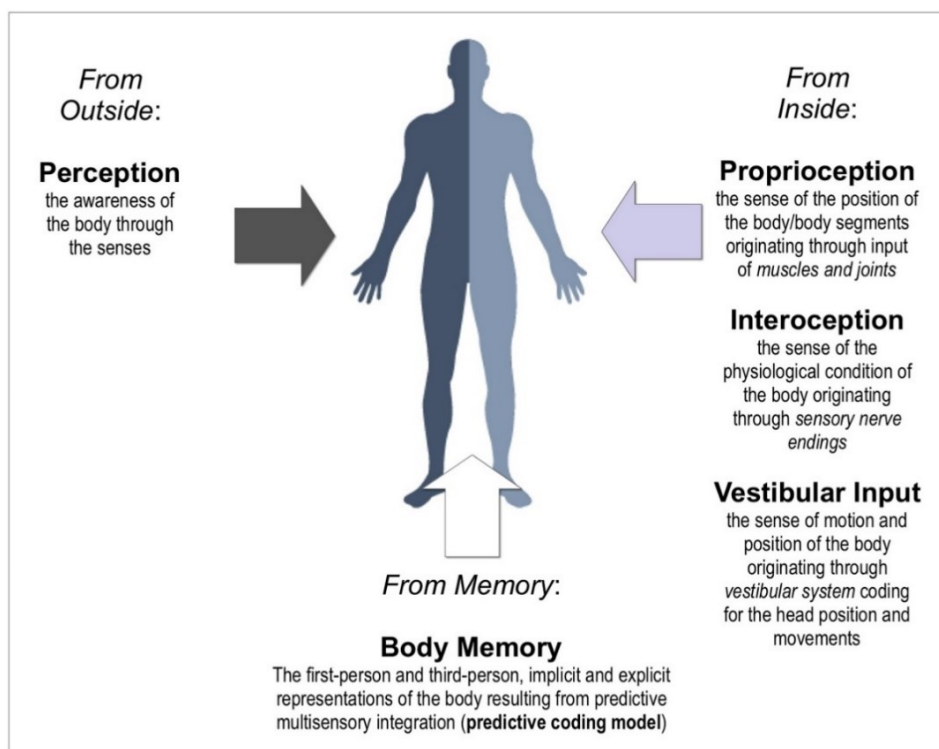 From
Outside:
Perception
the awareness of
the body through
the senses
From
Inside:
Proprioception
the sense of the position of
the body/body segments
originating through input
of muscles and joints
Interoception
the sense of the
physiological condition of
the body originating
through sensory nerve
endings
Vestibular Input
the sense of motion and
position of the body
originating through
vestibular system coding
for the head position and
movements
From Memory:
Body Memory
The first-person and third-person, implicit and explicit
representations of the body resulting from predictive
multisensory integration (predictive coding model)